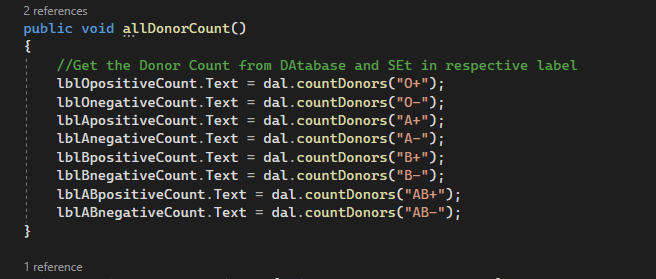 2 references
public void allDonorCount()
{
//Get the Donor Count from DAtabase and SEt in respective label
lblOpositiveCount.Text = dal.countDonors("O+");
lblOnegativeCount.Text = dal.countDonors("O-");
lblApositiveCount.Text = dal.countDonors("A+");
lblAnegativeCount.Text = dal.countDonors("A-");
lblBpositiveCount.Text = dal.countDonors("B+");
lblBnegativeCount.Text = dal.countDonors("B-");
lblABpositiveCount.Text = dal.countDonors("AB+");
lblABnegativeCount.Text = dal.countDonors("AB-");
}
1 reference